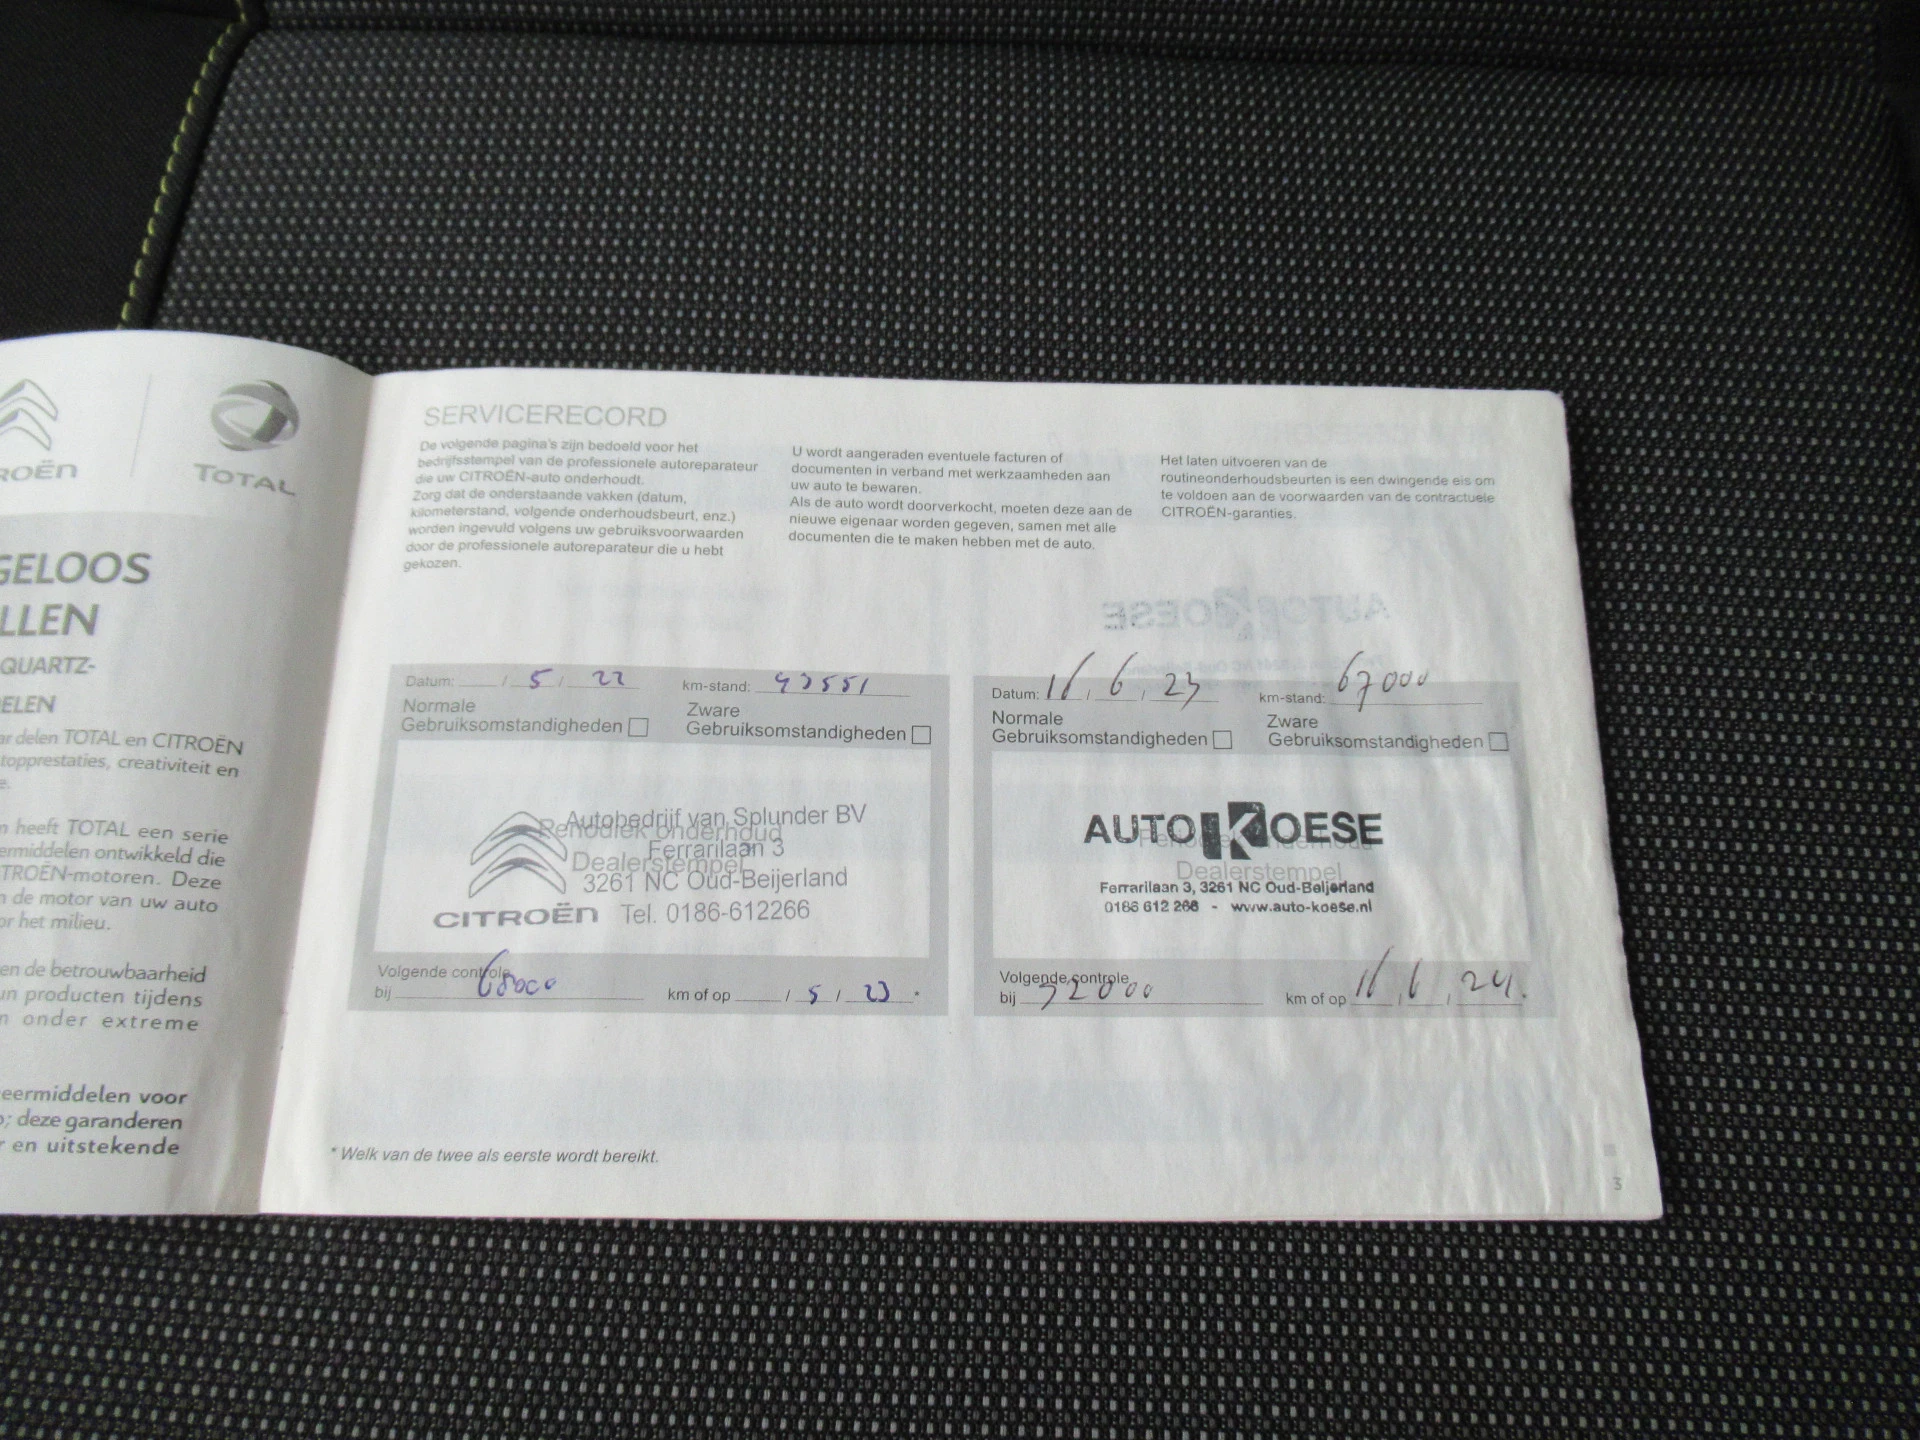 ROËN
TOTAL
GELOOS
LLEN
QUARTZ-
ELEN
ar delen TOTAL en CITROËN
topprestaties, creativiteit en
e.
n heeft TOTAL een serie
ermiddelen ontwikkeld die
TROËN-motoren. Deze
n de motor van uw auto
or het milieu.
en de betrouwbaarheid
un producten tijdens
n onder extreme
eermiddelen voor
; deze garanderen
r en uitstekende
SERVICERECORD
De volgende pagina's zijn bedoeld voor het
bedrijfsstempel van de professionele autoreparateur
die uw CITROËN-auto onderhoudt.
Zorg dat de onderstaande vakken (datum,
kilometerstand, volgende onderhoudsbeurt, enz.)
worden ingevuld volgens uw gebruiksvoorwaarden
door de professionele autoreparateur die u hebt
gekozen.
U wordt aangeraden eventuele facturen of
documenten in verband met werkzaamheden aan
uw auto te bewaren.
Als de auto wordt doorverkocht, moeten deze aan de
nieuwe eigenaar worden gegeven, samen met alle
documenten die te maken hebben met de auto.
Het laten uitvoeren van de
routineonderhoudsbeurten is een dwingende eis om
te voldoen aan de voorwaarden van de contractuele
CITROËN-garanties.
Datum: / 5 / 22 km-stand: 43551
Normale Zware
Gebruiksomstandigheden Gebruiksomstandigheden
Autobedrijf van Splunder BV
Periodiek onderhoud
Ferrarilaan 3
Dealerstempel
3261 NC Oud-Beijerland
CITROËN Tel. 0186-612266
Volgende controle
bij 68000 km of op / 5 / 23 *
Datum: 16 / 6 / 23 km-stand: 67000
Normale Zware
Gebruiksomstandigheden Gebruiksomstandigheden
AUTO KOESE
Periodiek onderhoud
Dealerstempel
Ferrarilaan 3, 3261 NC Oud-Beijerland
0186 612 266 - www.auto-koese.nl
Volgende controle
bij 92000 km of op 16 / 6 / 24.
* Welk van de twee als eerste wordt bereikt.
3